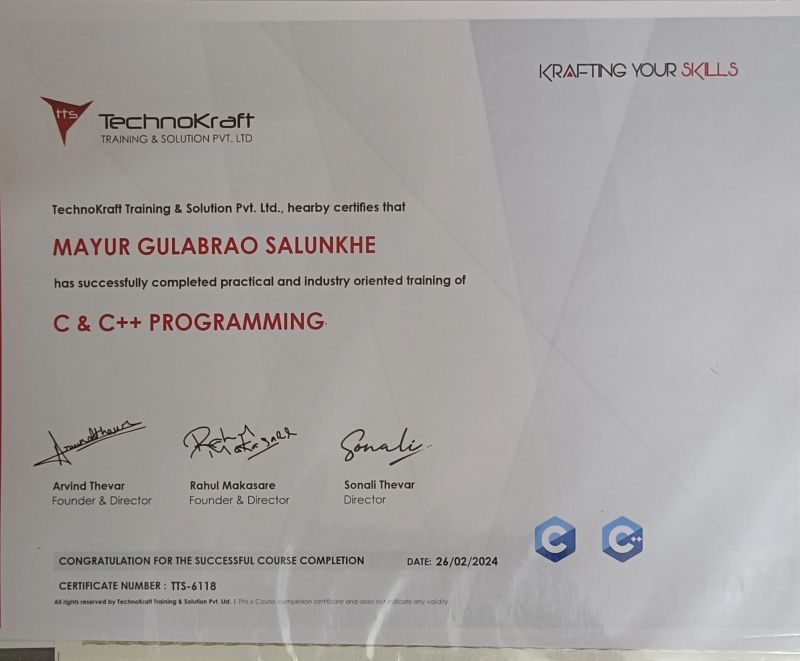 KRAFTING YOUR SKILLS
tts
TechnoKraft
TRAINING & SOLUTION PVT. LTD
TechnoKraft Training & Solution Pvt. Ltd., hearby certifies that
MAYUR GULABRAO SALUNKHE
has successfully completed practical and industry oriented training of
C & C++ PROGRAMMING
Sonali
Arvind Thevar Rahul Makasare Sonali Thevar
Founder & Director Founder & Director Director
C C++
CONGRATULATION FOR THE SUCCESSFUL COURSE COMPLETION DATE: 26/02/2024
CERTIFICATE NUMBER : TTS-6118
All rights reserved by TechnoKraft Training & Solution Pvt. Ltd. | This is Course completion certificate and does not indicate any validity